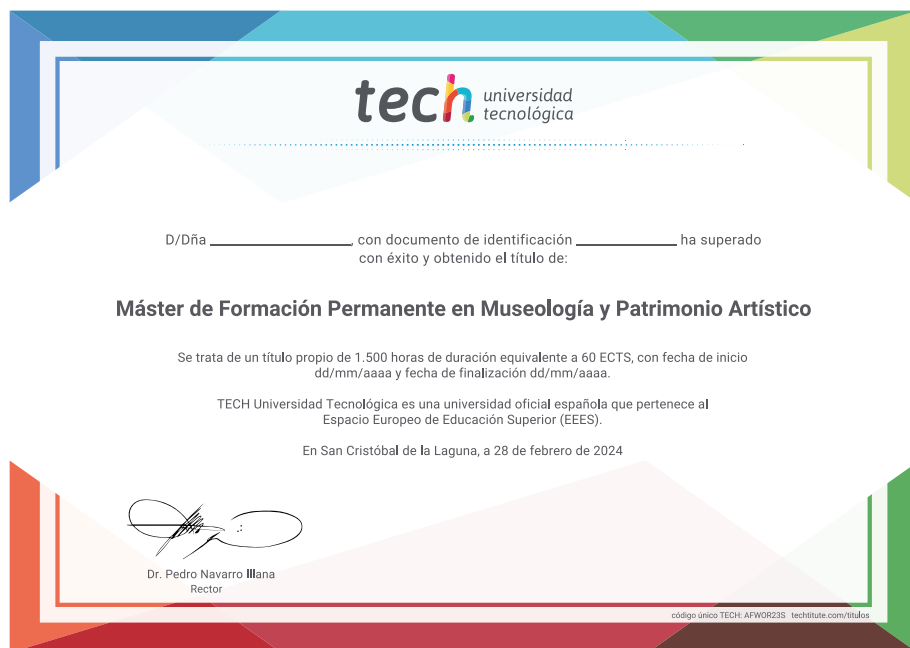 tech universidad
tecnológica
D/Dña ____________________, con documento de identificación ______________ ha superado
con éxito y obtenido el título de:
Máster de Formación Permanente en Museología y Patrimonio Artístico
Se trata de un título propio de 1.500 horas de duración equivalente a 60 ECTS, con fecha de inicio
dd/mm/aaaa y fecha de finalización dd/mm/aaaa.
TECH Universidad Tecnológica es una universidad oficial española que pertenece al
Espacio Europeo de Educación Superior (EEES).
En San Cristóbal de la Laguna, a 28 de febrero de 2024
Dr. Pedro Navarro Illana
Rector
código único TECH: AFWOR23S techtitute.com/titulos